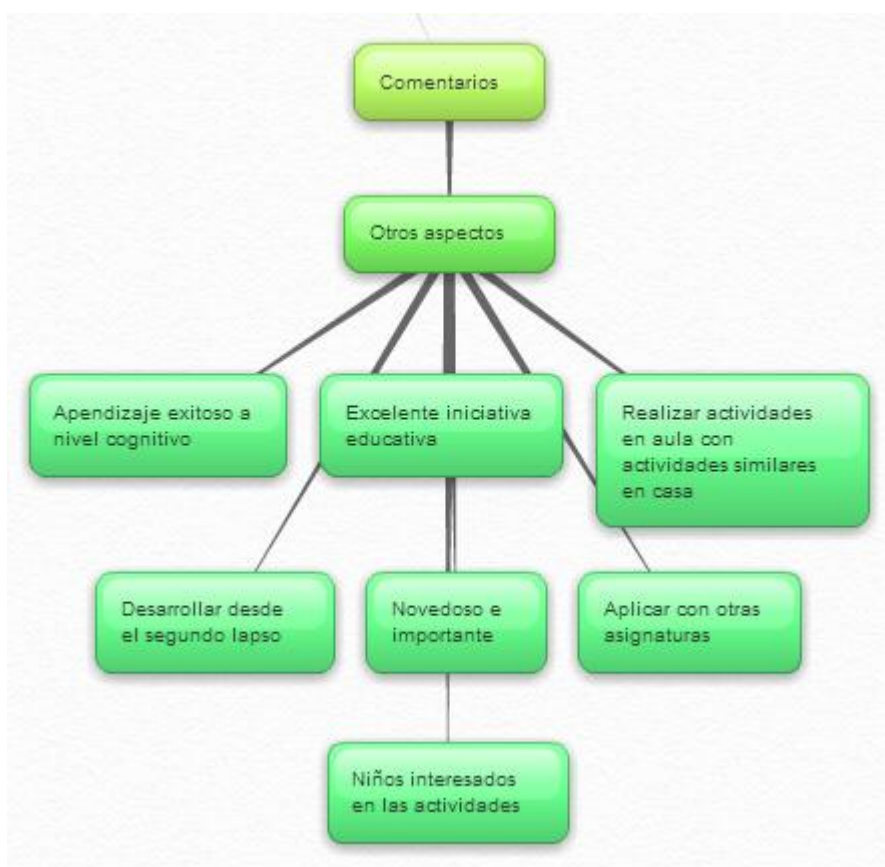 Comentarios
Otros aspectos
Apendizaje exitoso a
nivel cognitivo
Excelente iniciativa
educativa
Realizar actividades
en aula con
actividades similares
en casa
Desarrollar desde
el segundo lapso
Novedoso e
importante
Aplicar con otras
asignaturas
Niños interesados
en las actividades